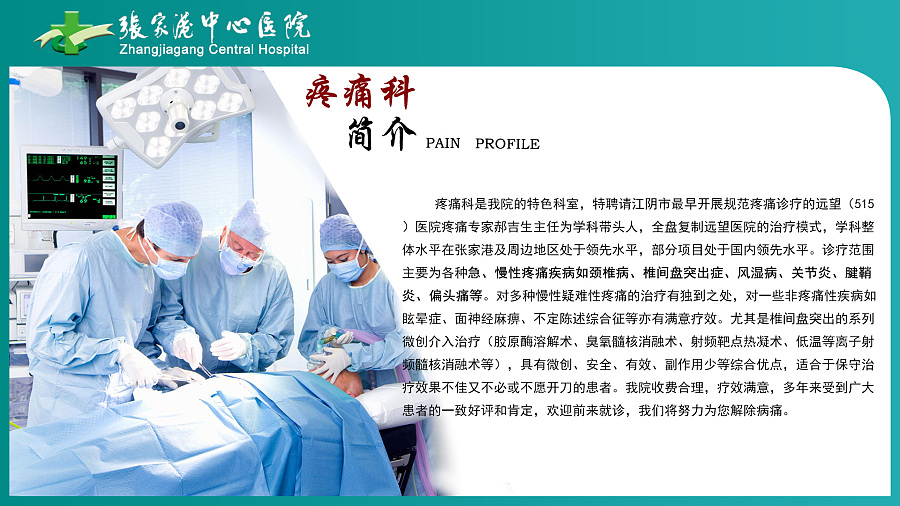 張家港中心医院
Zhangjiagang Central Hospital
疼痛科
简介 PAIN PROFILE
疼痛科是我院的特色科室，特聘请江阴市最早开展规范疼痛诊疗的远望（515
）医院疼痛专家郝吉生主任为学科带头人，全盘复制远望医院的治疗模式，学科整
体水平在张家港及周边地区处于领先水平，部分项目处于国内领先水平。诊疗范围
主要为各种急、慢性疼痛疾病如颈椎病、椎间盘突出症、风湿病、关节炎、腱鞘
炎、偏头痛等。对多种慢性疑难性疼痛的治疗有独到之处，对一些非疼痛性疾病如
眩晕症、面神经麻痹、不定陈述综合征等亦有满意疗效。尤其是椎间盘突出的系列
微创介入治疗（胶原酶溶解术、臭氧髓核消融术、射频靶点热凝术、低温等离子射
频髓核消融术等），具有微创、安全、有效、副作用少等综合优点，适合于保守治
疗效果不佳又不必或不愿开刀的患者。我院收费合理，疗效满意，多年来受到广大
患者的一致好评和肯定，欢迎前来就诊，我们将努力为您解除病痛。